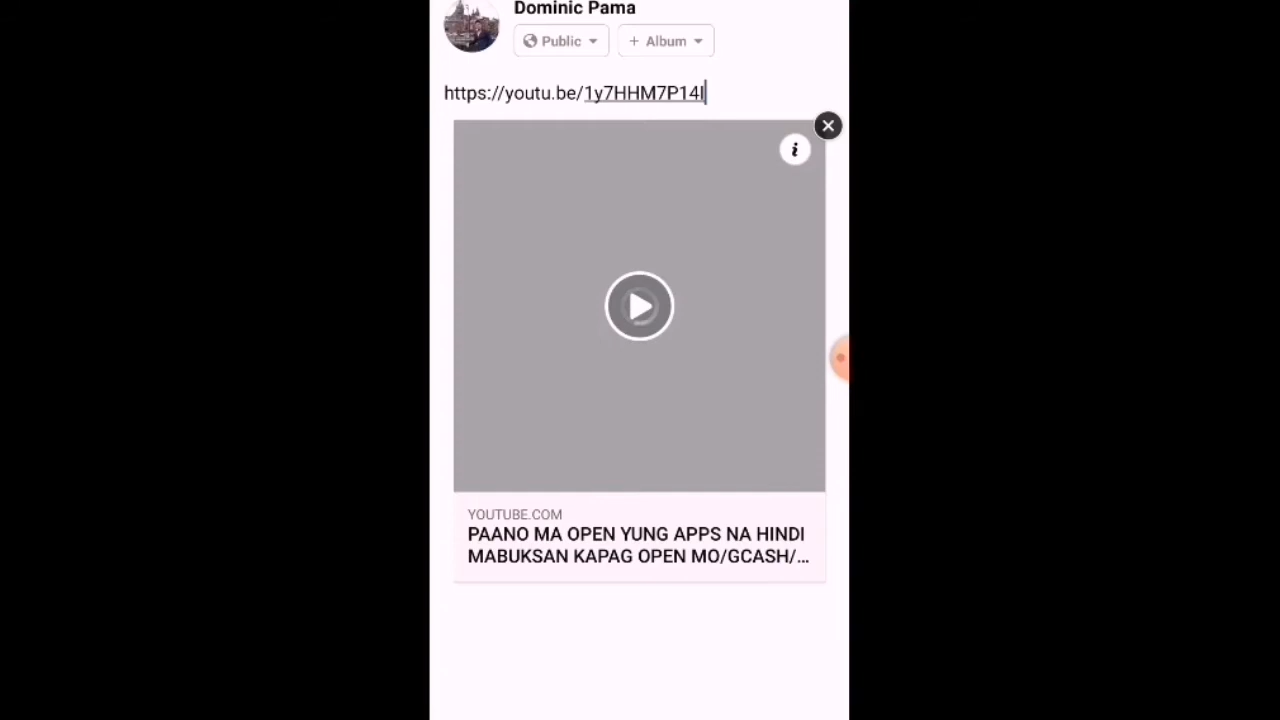 Dominic Pama
Public
+ Album
https://youtu.be/1y7HHM7P14I
i
YOUTUBE.COM
PAANO MA OPEN YUNG APPS NA HINDI
MABUKSAN KAPAG OPEN MO/GCASH/...